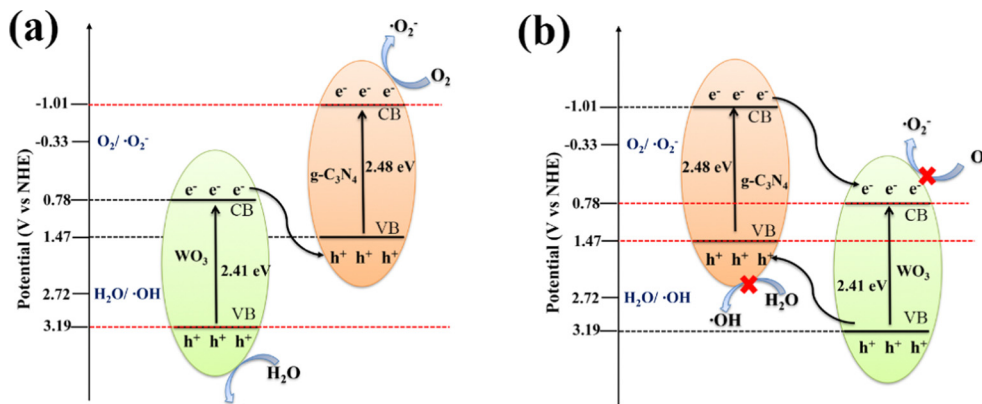 (a)
Potential (V vs NHE)
-1.01
-0.33
0.78
1.47
2.72
3.19
O₂/ ·O₂⁻
H₂O/ ·OH
·O₂⁻
O₂
e⁻ e⁻ e⁻
CB
g-C₃N₄
2.48 eV
VB
h⁺ h⁺ h⁺
e⁻ e⁻ e⁻
CB
WO₃
2.41 eV
VB
h⁺ h⁺ h⁺
H₂O
(b)
Potential (V vs NHE)
-1.01
-0.33
0.78
1.47
2.72
3.19
O₂/ ·O₂⁻
H₂O/ ·OH
e⁻ e⁻ e⁻
CB
2.48 eV
g-C₃N₄
VB
h⁺ h⁺ h⁺
H₂O
·OH
·O₂⁻
e⁻ e⁻ e⁻
CB
WO₃
2.41 eV
VB
h⁺ h⁺ h⁺